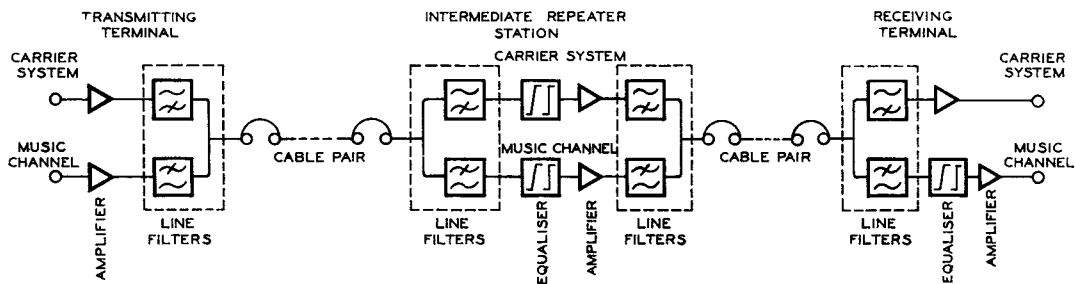 TRANSMITTING
TERMINAL
CARRIER
SYSTEM
MUSIC
CHANNEL
AMPLIFIER
LINE
FILTERS
CABLE PAIR
INTERMEDIATE REPEATER
STATION
CARRIER SYSTEM
MUSIC CHANNEL
LINE
FILTERS
EQUALISER
AMPLIFIER
LINE
FILTERS
CABLE PAIR
RECEIVING
TERMINAL
CARRIER
SYSTEM
MUSIC
CHANNEL
LINE
FILTERS
EQUALISER
AMPLIFIER